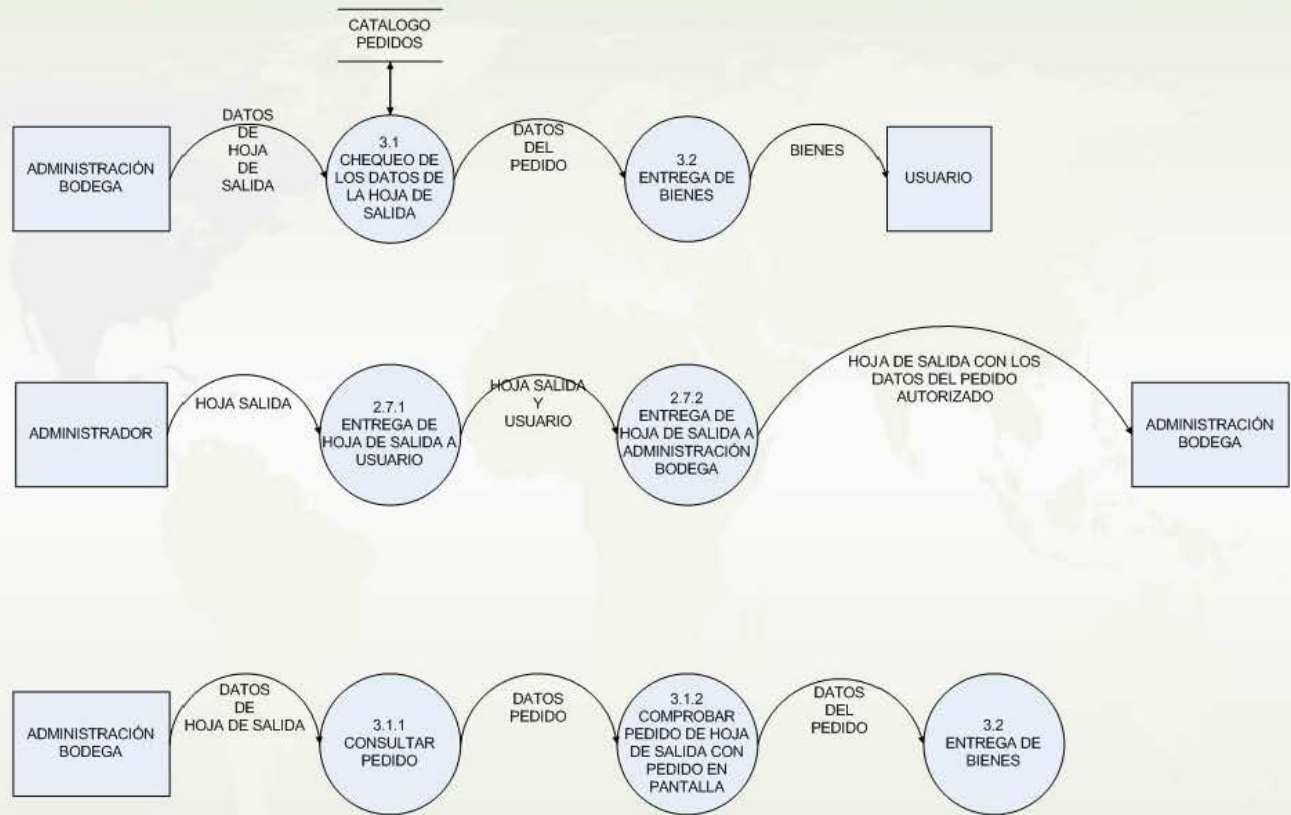 CATALOGO
PEDIDOS
ADMINISTRACIÓN
BODEGA
DATOS
DE
HOJA
DE
SALIDA
3.1
CHEQUEO DE
LOS DATOS DE
LA HOJA DE
SALIDA
DATOS
DEL
PEDIDO
3.2
ENTREGA DE
BIENES
BIENES
USUARIO
ADMINISTRADOR
HOJA SALIDA
2.7.1
ENTREGA DE
HOJA DE SALIDA A
USUARIO
HOJA SALIDA
Y
USUARIO
2.7.2
ENTREGA DE
HOJA DE SALIDA A
ADMINISTRACIÓN
BODEGA
HOJA DE SALIDA CON LOS
DATOS DEL PEDIDO
AUTORIZADO
ADMINISTRACIÓN
BODEGA
ADMINISTRACIÓN
BODEGA
DATOS
DE
HOJA DE SALIDA
3.1.1
CONSULTAR
PEDIDO
DATOS
PEDIDO
3.1.2
COMPROBAR
PEDIDO DE HOJA
DE SALIDA CON
PEDIDO EN
PANTALLA
DATOS
DEL
PEDIDO
3.2
ENTREGA DE
BIENES